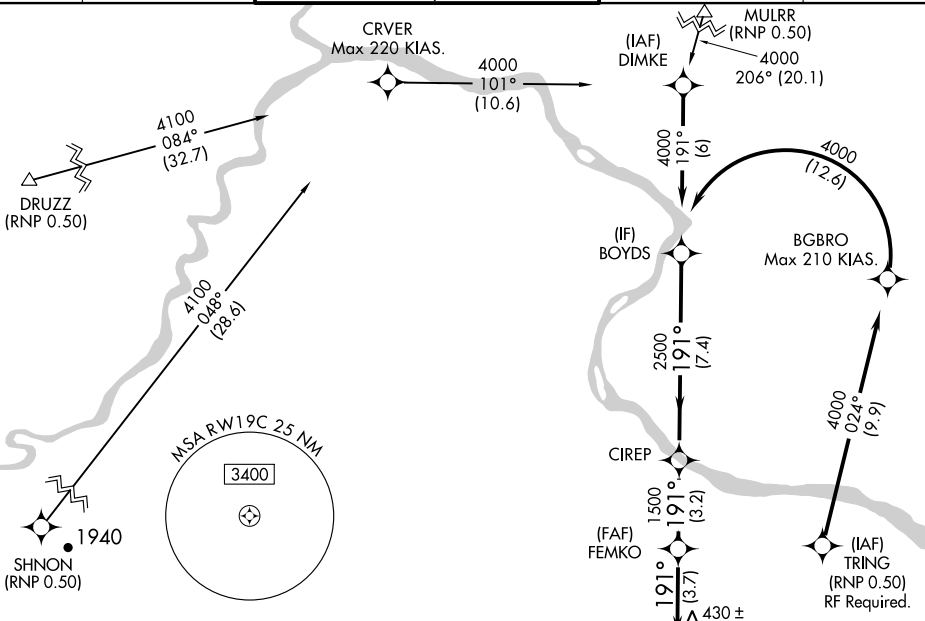 CRVER
Max 220 KIAS.
4000
101°
(10.6)
(IAF)
DIMKE
MULRR
(RNP 0.50)
4000
206° (20.1)
4100
084°
(32.7)
DRUZZ
(RNP 0.50)
4000
191°
(6)
4000
(12.6)
(IF)
BOYDS
BGBRO
Max 210 KIAS.
4100
048°
(28.6)
2500
191°
(7.4)
4000
024°
(9.9)
MSA RW19C 25 NM
3400
CIREP
1500
191°
(3.2)
1940
SHNON
(RNP 0.50)
(FAF)
FEMKO
(IAF)
TRING
(RNP 0.50)
RF Required.
191°
(3.7)
430 ±